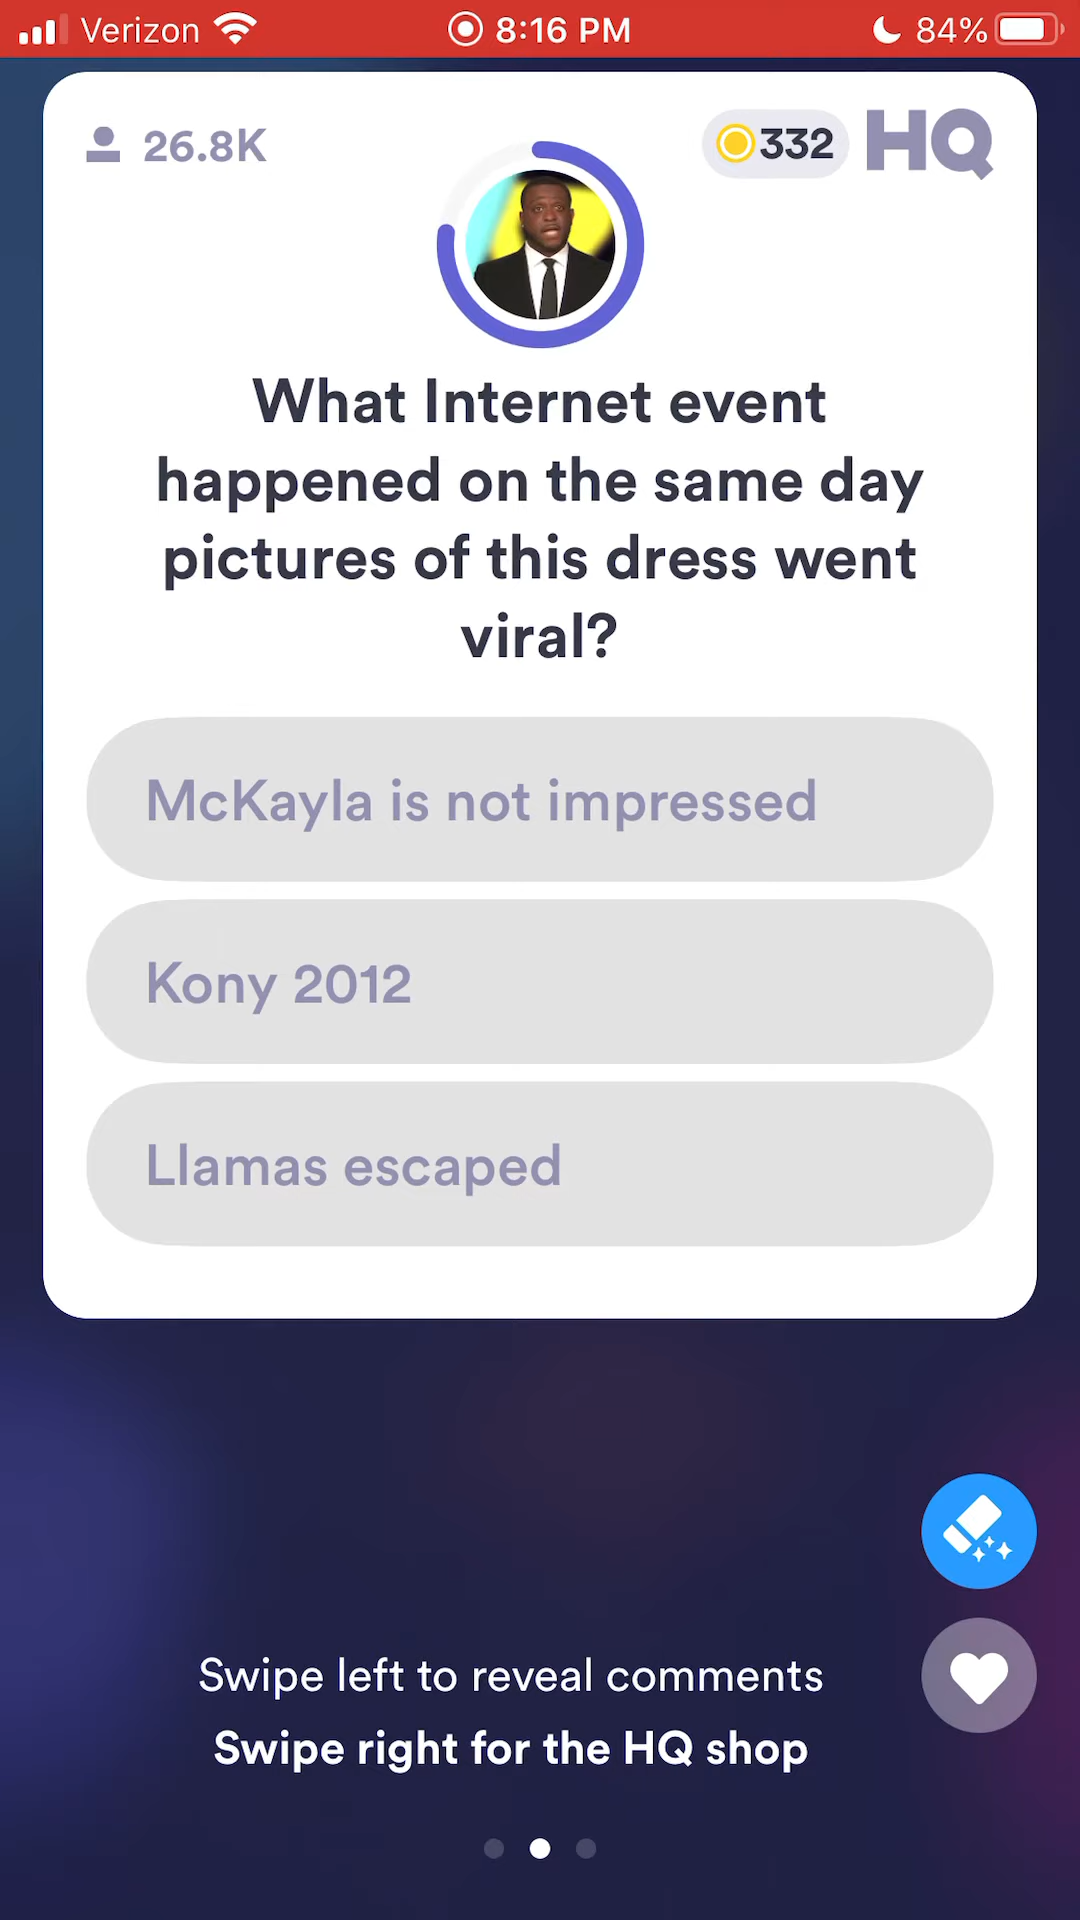 Verizon 8:16 PM 84%
26.8K 332 HQ
What Internet event
happened on the same day
pictures of this dress went
viral?
McKayla is not impressed
Kony 2012
Llamas escaped
Swipe left to reveal comments
Swipe right for the HQ shop